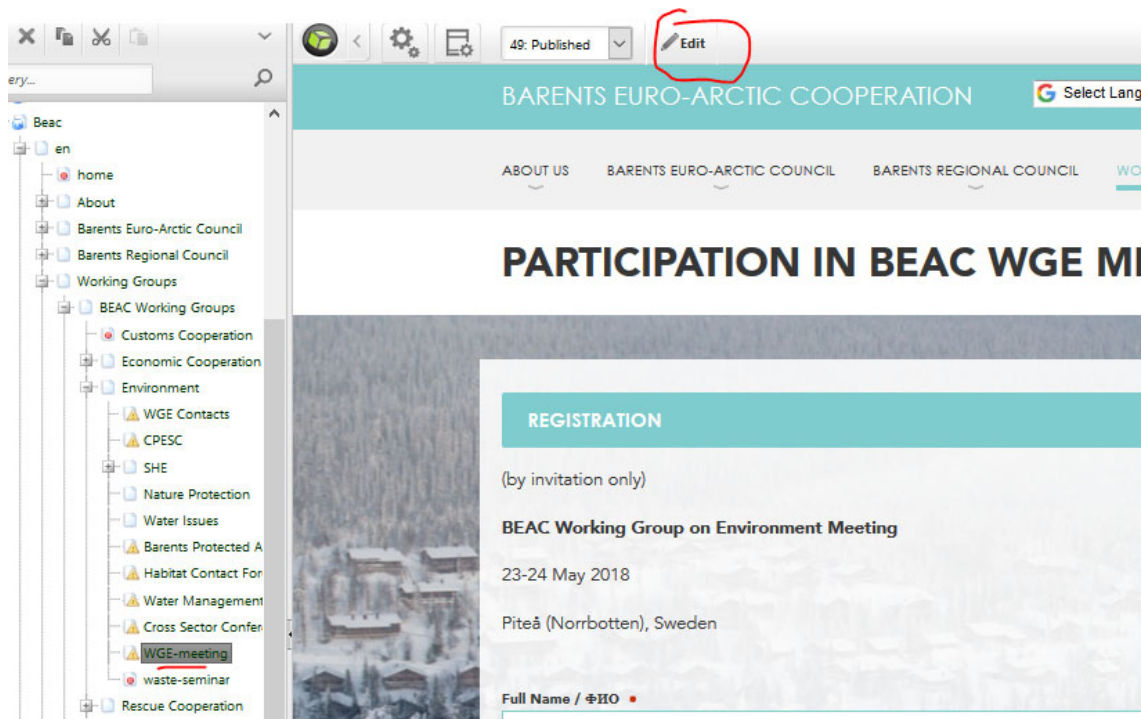 ery...
Beac
en
home
About
Barents Euro-Arctic Council
Barents Regional Council
Working Groups
BEAC Working Groups
Customs Cooperation
Economic Cooperation
Environment
WGE Contacts
CPESC
SHE
Nature Protection
Water Issues
Barents Protected A
Habitat Contact For
Water Management
Cross Sector Confer
WGE-meeting
waste-seminar
Rescue Cooperation
49: Published
Edit
BARENTS EURO-ARCTIC COOPERATION
G Select Lang
ABOUT US BARENTS EURO-ARCTIC COUNCIL BARENTS REGIONAL COUNCIL WO
PARTICIPATION IN BEAC WGE ME
REGISTRATION
(by invitation only)
BEAC Working Group on Environment Meeting
23-24 May 2018
Piteå (Norrbotten), Sweden
Full Name / ФИО